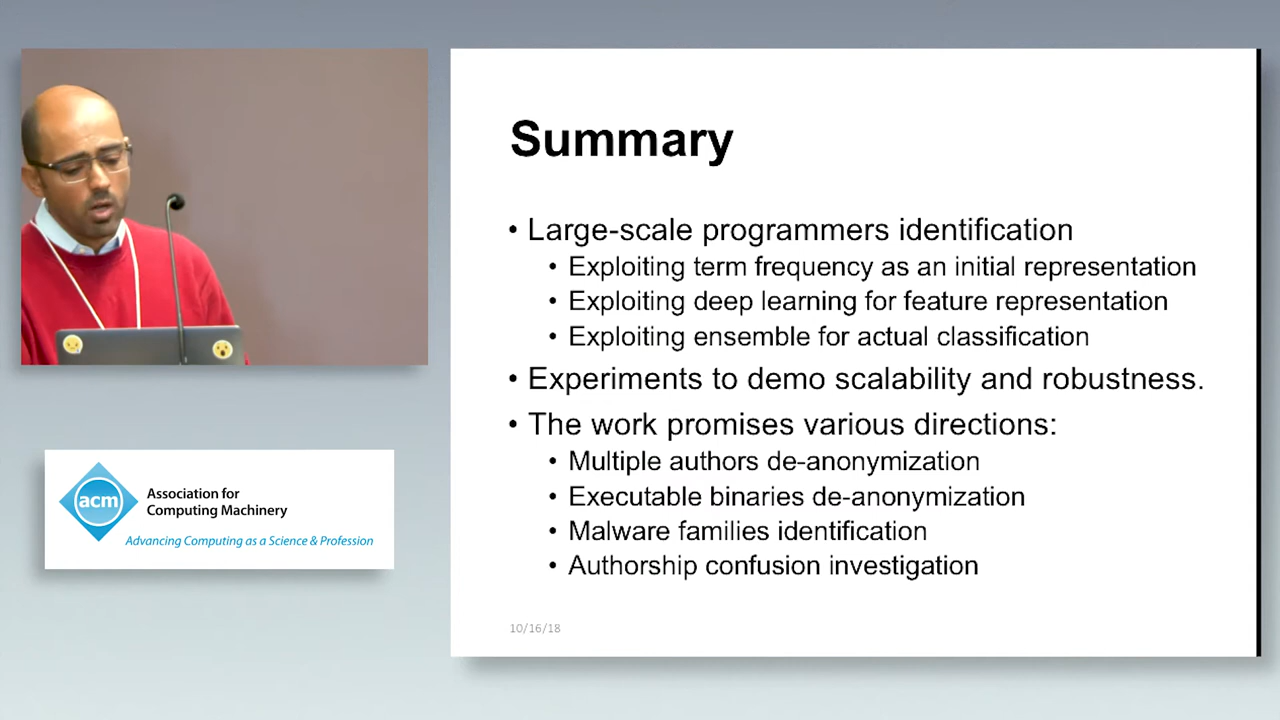 Summary
• Large-scale programmers identification
• Exploiting term frequency as an initial representation
• Exploiting deep learning for feature representation
• Exploiting ensemble for actual classification
• Experiments to demo scalability and robustness.
• The work promises various directions:
• Multiple authors de-anonymization
• Executable binaries de-anonymization
• Malware families identification
• Authorship confusion investigation
10/16/18
acm
Association for
Computing Machinery
Advancing Computing as a Science & Profession